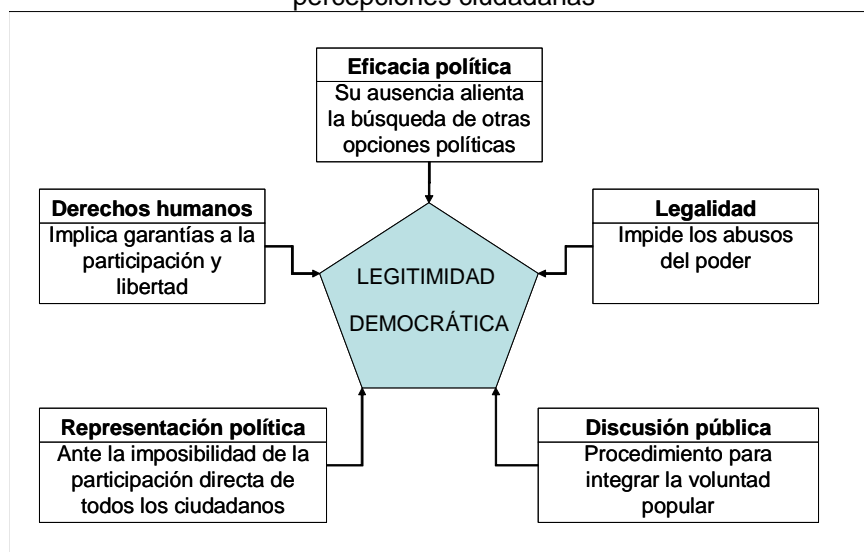 percepciones ciudadanas
Eficacia política
Su ausencia alienta
la búsqueda de otras
opciones políticas
Derechos humanos
Implica garantías a la
participación y
libertad
Legalidad
Impide los abusos
del poder
LEGITIMIDAD
DEMOCRÁTICA
Representación política
Ante la imposibilidad de la
participación directa de
todos los ciudadanos
Discusión pública
Procedimiento para
integrar la voluntad
popular